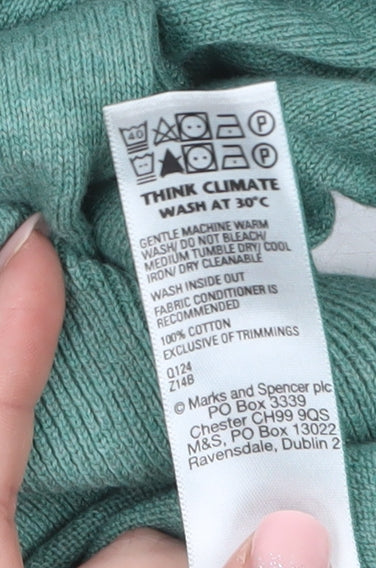 40 P
P
THINK CLIMATE
WASH AT 30°C
GENTLE MACHINE WARM
WASH/ DO NOT BLEACH/
MEDIUM TUMBLE DRY/ COOL
IRON/ DRY CLEANABLE
WASH INSIDE OUT
FABRIC CONDITIONER IS
RECOMMENDED
100% COTTON
EXCLUSIVE OF TRIMMINGS
Q124
Z14B
© Marks and Spencer plc
PO Box 3339
Chester CH99 9QS
M&S, PO Box 13022
Ravensdale, Dublin 2